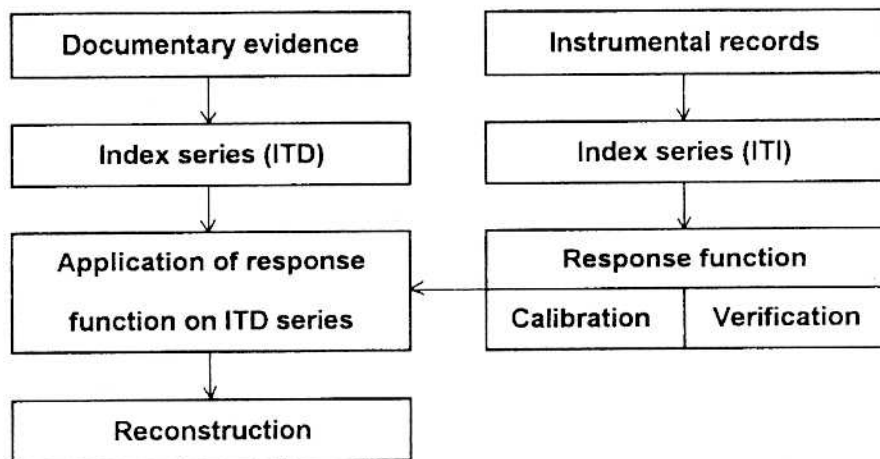 Documentary evidence
Instrumental records
Index series (ITD)
Index series (ITI)
Application of response
function on ITD series
Response function
Calibration
Verification
Reconstruction